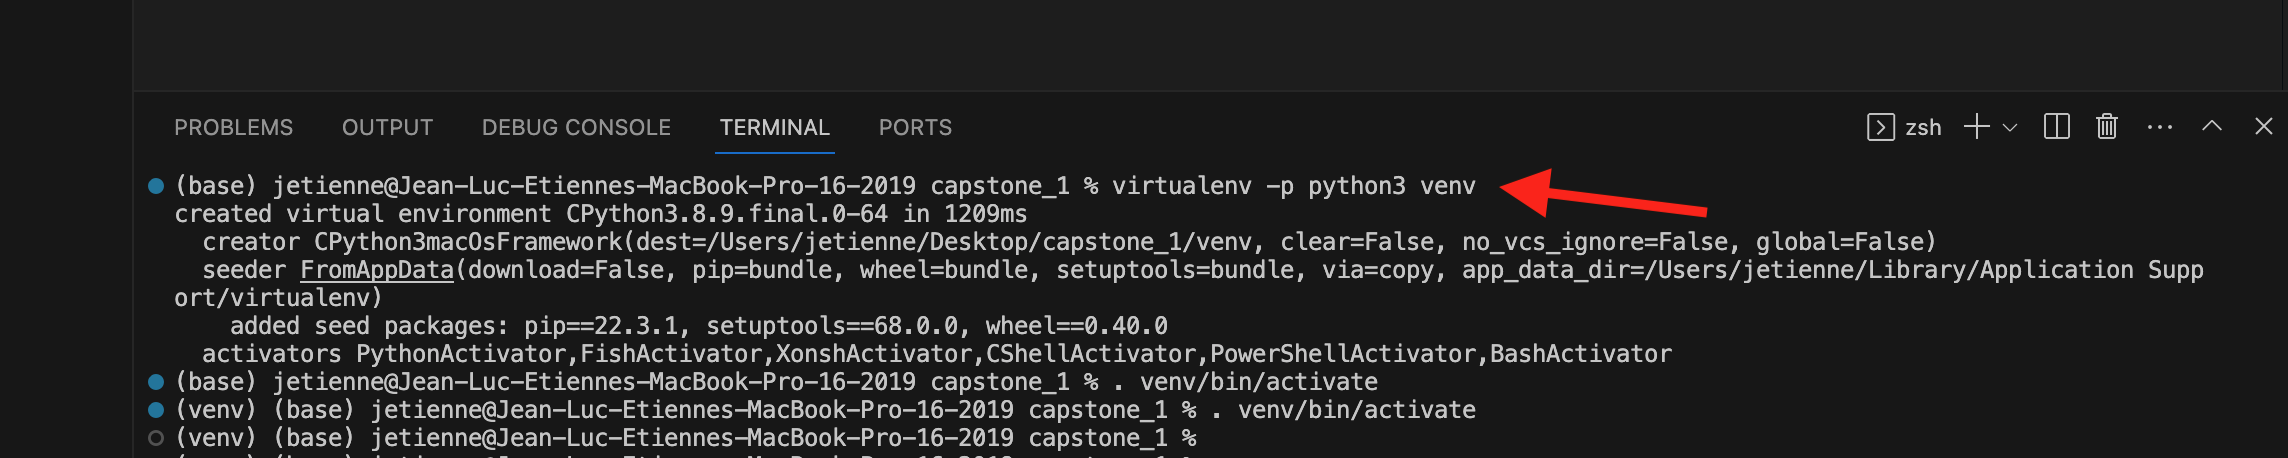 PROBLEMS OUTPUT DEBUG CONSOLE TERMINAL PORTS zsh
(base) jetienne@Jean-Luc-Etiennes-MacBook-Pro-16-2019 capstone_1 % virtualenv -p python3 venv
created virtual environment CPython3.8.9.final.0-64 in 1209ms
  creator CPython3macOsFramework(dest=/Users/jetienne/Desktop/capstone_1/venv, clear=False, no_vcs_ignore=False, global=False)
  seeder FromAppData(download=False, pip=bundle, wheel=bundle, setuptools=bundle, via=copy, app_data_dir=/Users/jetienne/Library/Application Supp
ort/virtualenv)
    added seed packages: pip==22.3.1, setuptools==68.0.0, wheel==0.40.0
  activators PythonActivator,FishActivator,XonshActivator,CShellActivator,PowerShellActivator,BashActivator
(base) jetienne@Jean-Luc-Etiennes-MacBook-Pro-16-2019 capstone_1 % . venv/bin/activate
(venv) (base) jetienne@Jean-Luc-Etiennes-MacBook-Pro-16-2019 capstone_1 % . venv/bin/activate
(venv) (base) jetienne@Jean-Luc-Etiennes-MacBook-Pro-16-2019 capstone_1 %